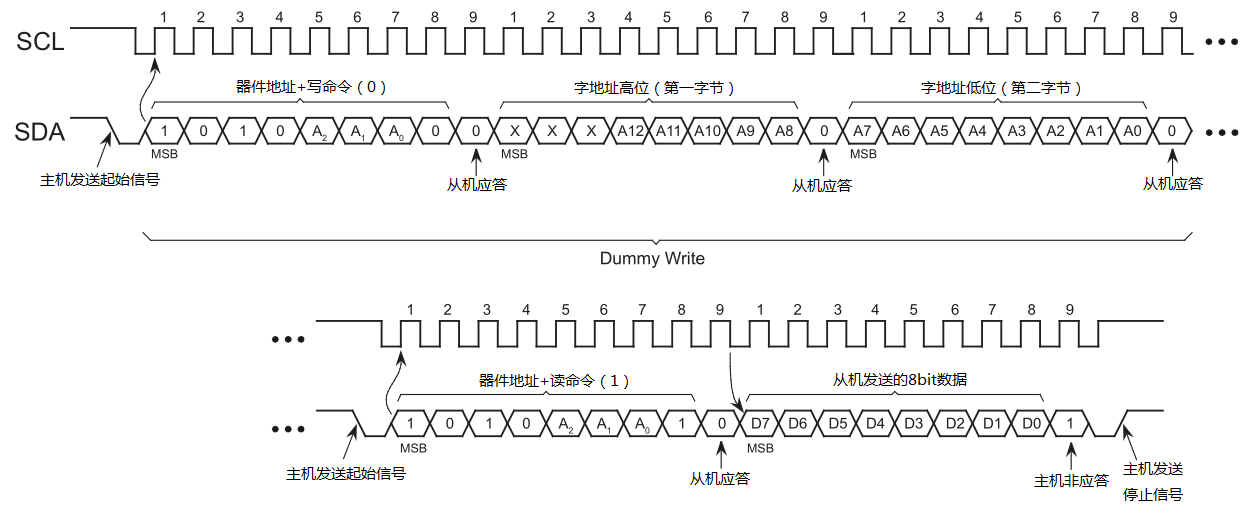 1 2 3 4 5 6 7 8 9 1 2 3 4 5 6 7 8 9 1 2 3 4 5 6 7 8 9
SCL
器件地址+写命令（0） 字地址高位（第一字节） 字地址低位（第二字节）
SDA 1 0 1 0 A2 A1 A0 0 0 X X X A12 A11 A10 A9 A8 0 A7 A6 A5 A4 A3 A2 A1 A0 0
MSB MSB MSB
主机发送起始信号 从机应答 从机应答 从机应答
Dummy Write
1 2 3 4 5 6 7 8 9 1 2 3 4 5 6 7 8 9
器件地址+读命令（1） 从机发送的8bit数据
1 0 1 0 A2 A1 A0 1 0 D7 D6 D5 D4 D3 D2 D1 D0 1
MSB MSB
主机发送起始信号 从机应答 主机非应答 主机发送
停止信号